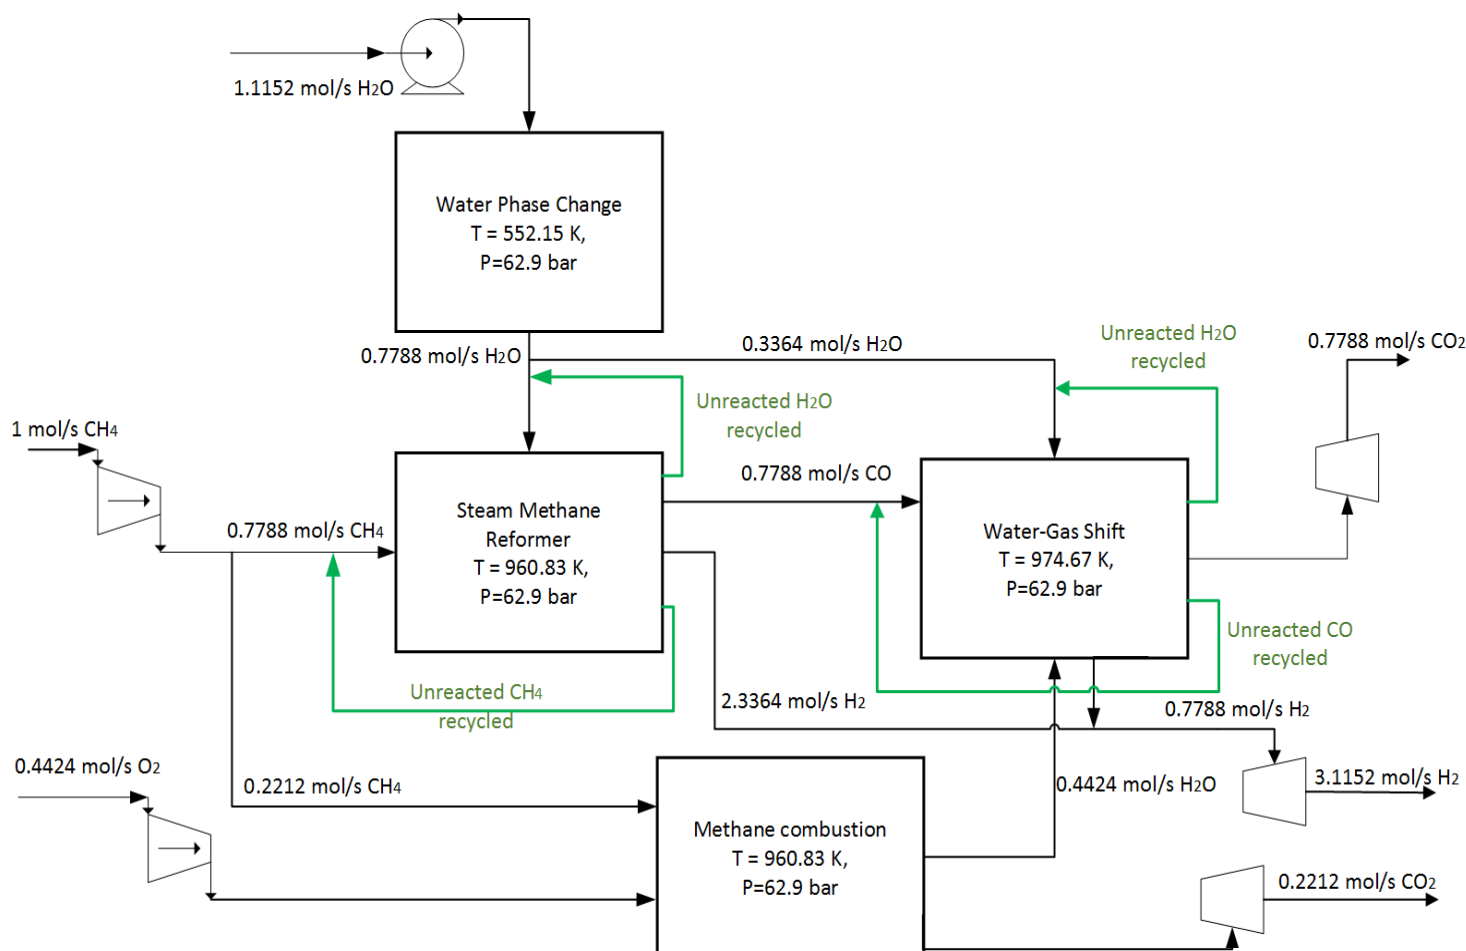 1.1152 mol/s H2O
Water Phase Change
T = 552.15 K,
P=62.9 bar
0.7788 mol/s H2O
0.3364 mol/s H2O
Unreacted H2O
recycled
0.7788 mol/s CO2
Unreacted H2O
recycled
1 mol/s CH4
0.7788 mol/s CH4
Steam Methane
Reformer
T = 960.83 K,
P=62.9 bar
0.7788 mol/s CO
Water-Gas Shift
T = 974.67 K,
P=62.9 bar
Unreacted CO
recycled
Unreacted CH4
recycled
2.3364 mol/s H2
0.7788 mol/s H2
0.4424 mol/s O2
0.2212 mol/s CH4
0.4424 mol/s H2O
3.1152 mol/s H2
Methane combustion
T = 960.83 K,
P=62.9 bar
0.2212 mol/s CO2